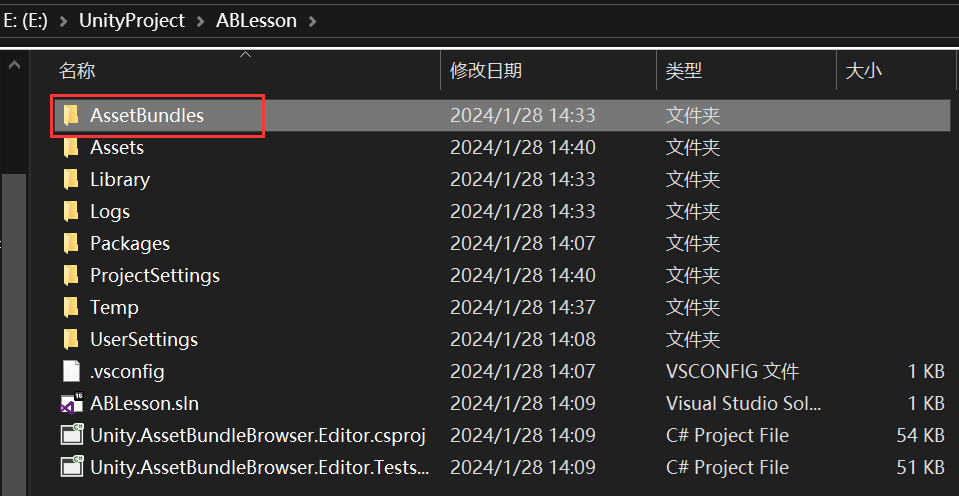 E: (E:) > UnityProject > ABLesson >
名称 修改日期 类型 大小
AssetBundles 2024/1/28 14:33 文件夹
Assets 2024/1/28 14:40 文件夹
Library 2024/1/28 14:33 文件夹
Logs 2024/1/28 14:33 文件夹
Packages 2024/1/28 14:07 文件夹
ProjectSettings 2024/1/28 14:40 文件夹
Temp 2024/1/28 14:37 文件夹
UserSettings 2024/1/28 14:08 文件夹
.vsconfig 2024/1/28 14:07 VSCONFIG 文件 1 KB
ABLesson.sln 2024/1/28 14:09 Visual Studio Sol... 1 KB
Unity.AssetBundleBrowser.Editor.csproj 2024/1/28 14:09 C# Project File 54 KB
Unity.AssetBundleBrowser.Editor.Tests... 2024/1/28 14:09 C# Project File 51 KB